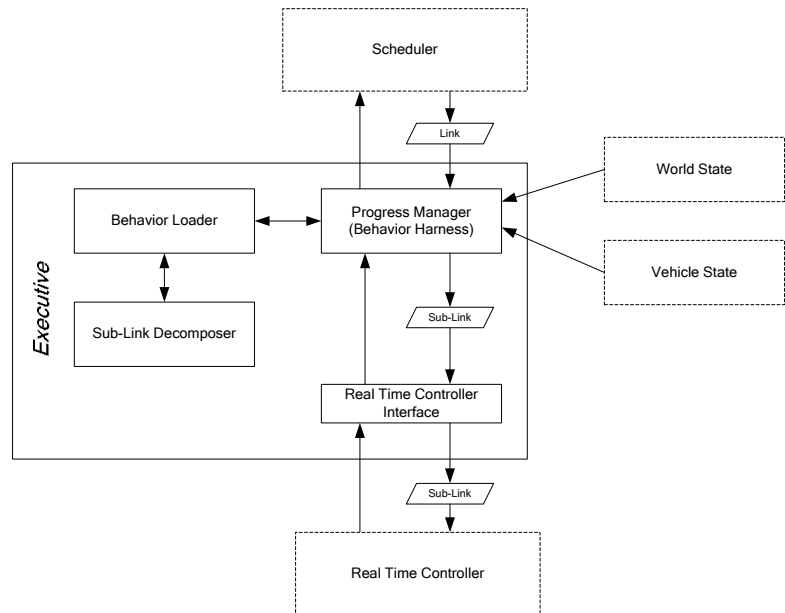 Scheduler
Link
World State
Behavior Loader
Progress Manager
(Behavior Harness)
Vehicle State
Executive
Sub-Link Decomposer
Sub-Link
Real Time Controller
Interface
Sub-Link
Real Time Controller